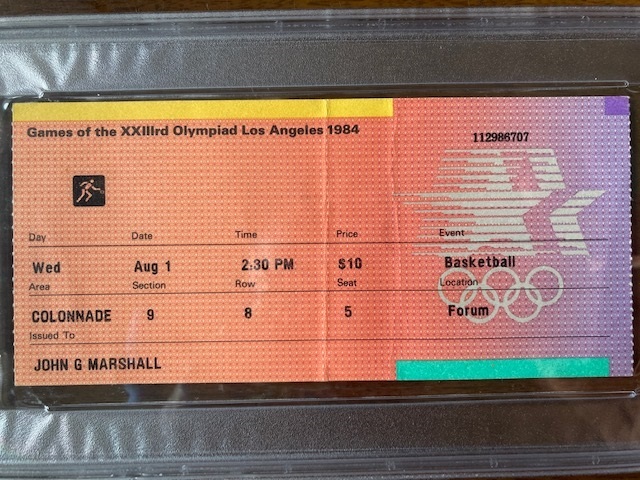 Games of the XXIIIrd Olympiad Los Angeles 1984
112986707
Day Date Time Price Event
Wed Aug 1 2:30 PM $10 Basketball
Area Section Row Seat Location
COLONNADE 9 8 5 Forum
Issued To
JOHN G MARSHALL